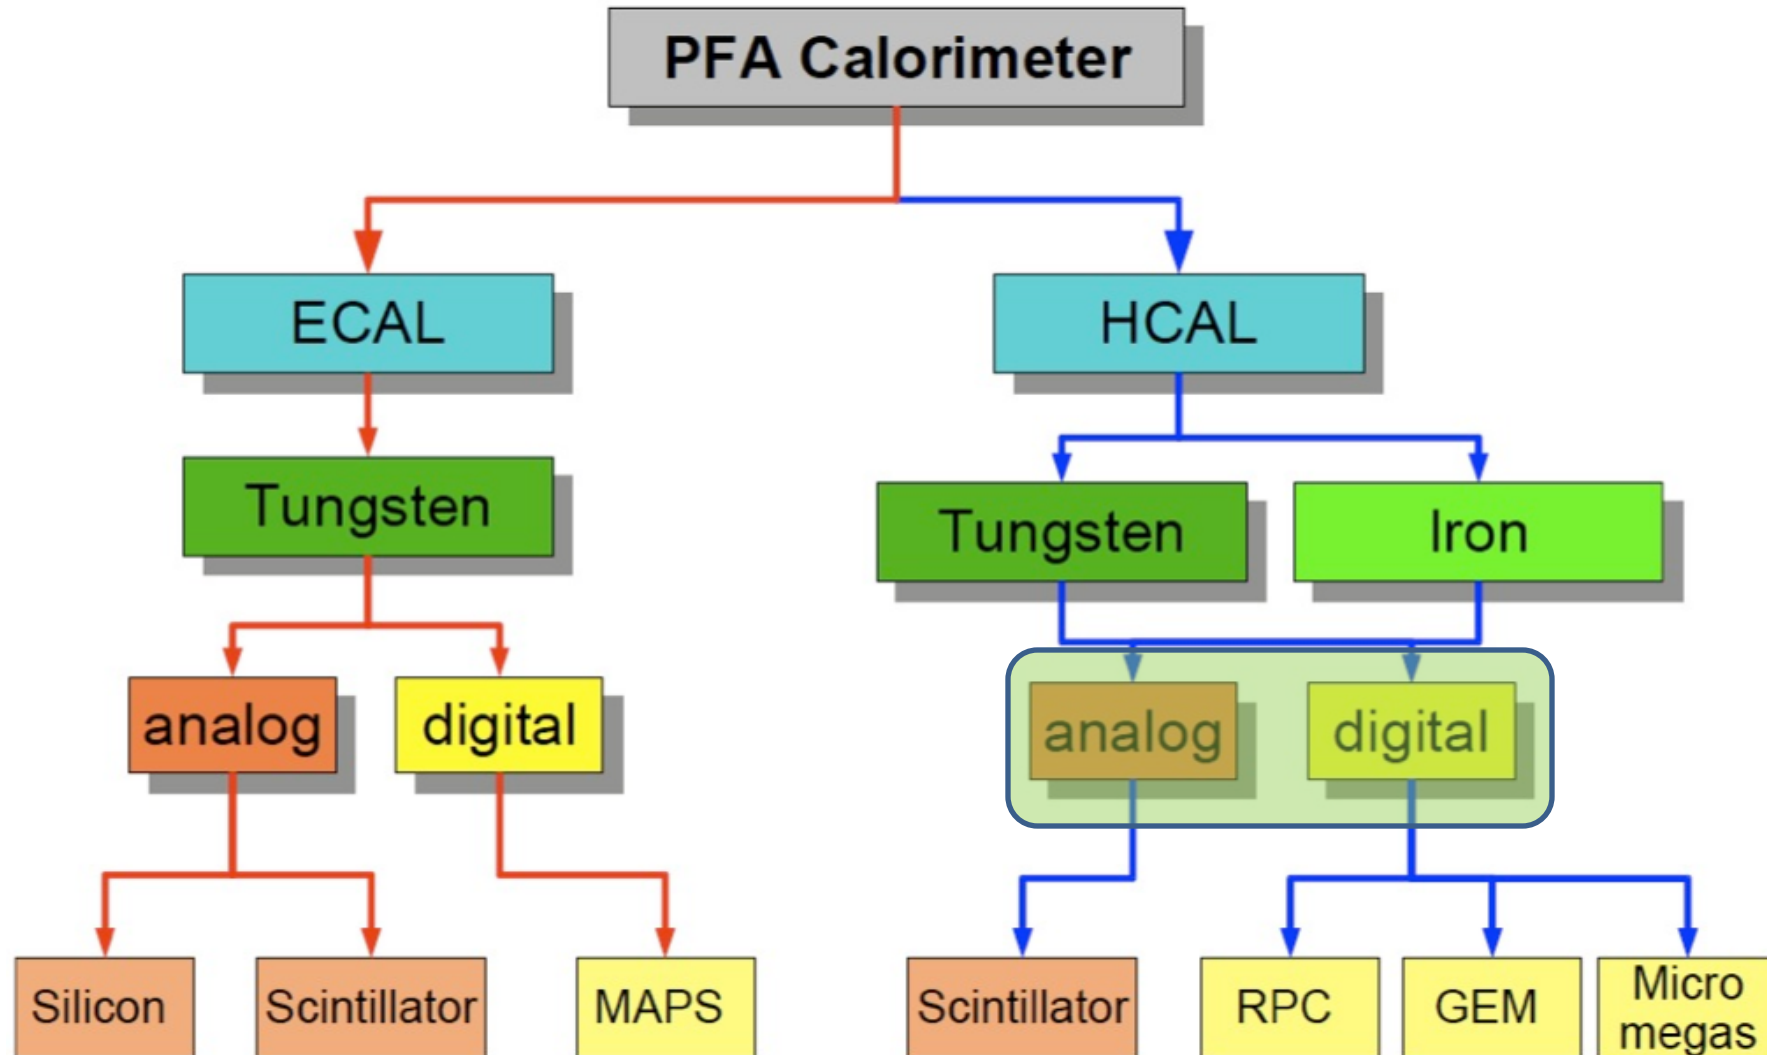 PFA Calorimeter
ECAL
HCAL
Tungsten
Tungsten
Iron
analog
digital
analog
digital
Silicon
Scintillator
MAPS
Scintillator
RPC
GEM
Micro
megas